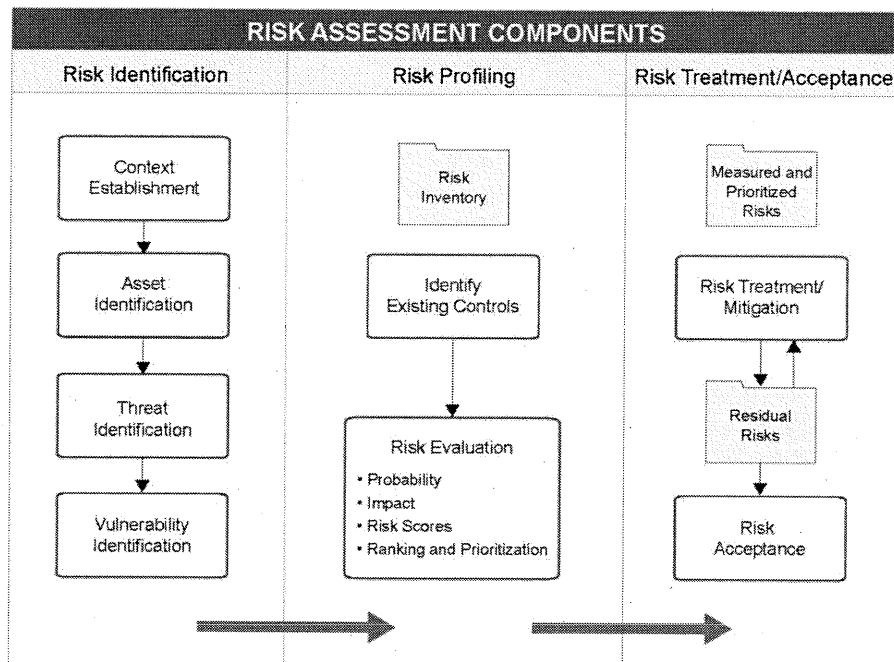 RISK ASSESSMENT COMPONENTS
Risk Identification
Risk Profiling
Risk Treatment/Acceptance
Context
Establishment
Asset
Identification
Threat
Identification
Vulnerability
Identification
Risk
Inventory
Identify
Existing Controls
Risk Evaluation
• Probability
• Impact
• Risk Scores
• Ranking and Prioritization
Measured and
Prioritized
Risks
Risk Treatment/
Mitigation
Residual
Risks
Risk
Acceptance